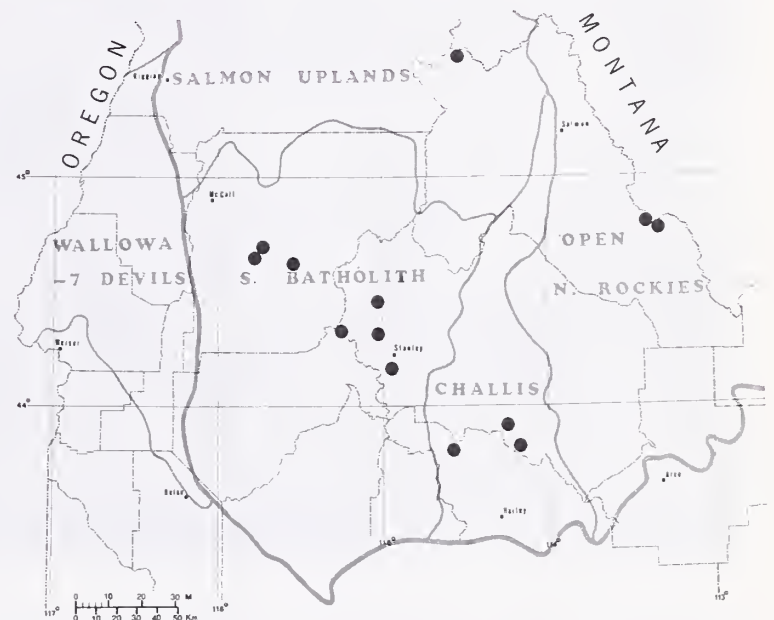 OREGON
MONTANA
SALMON UPLANDS
Salmon
45°
McCall
WALLOWA
-7 DEVILS
S. BATHOLITH
OPEN
N. ROCKIES
Weiser
Stanley
CHALLIS
44°
Boise
Hailey
Arco
117°
116°
113°
0 10 20 30 M
0 10 20 30 40 50 Km